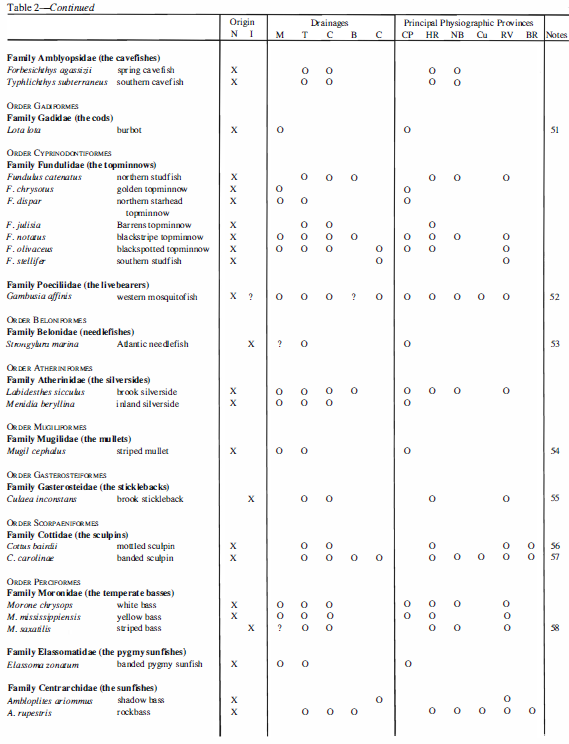 Table 2—Continued
Origin Drainages Principal Physiographic Provinces
N I M T C B C CP HR NB Cu RV BR Notes
Family Amblyopsidae (the cavefishes)
Forbesichthys agassizii spring cavefish X O O O O
Typhlichthys subterraneus southern cavefish X O O O O
ORDER GADIFORMES
Family Gadidae (the cods)
Lota lota burbot X O O 51
ORDER CYPRINODONTIFORMES
Family Fundulidae (the topminnows)
Fundulus catenatus northern studfish X O O O O O O
F. chrysotus golden topminnow X O O
F. dispar northern starhead X O O O
topminnow
F. julisia Barrens topminnow X O O O
F. notatus blackstripe topminnow X O O O O O O O O
F. olivaceus blackspotted topminnow X O O O O O O O
F. stellifer southern studfish X O O
Family Poeciliidae (the livebearers)
Gambusia affinis western mosquitofish X ? O O O ? O O O O O O 52
ORDER BELONIFORMES
Family Belonidae (needlefishes)
Strongylura marina Atlantic needlefish X ? O O 53
ORDER ATHERINIFORMES
Family Atherinidae (the silversides)
Labidesthes sicculus brook silverside X O O O O O O O O
Menidia beryllina inland silverside X O O O O
ORDER MUGILIFORMES
Family Mugilidae (the mullets)
Mugil cephalus striped mullet X O O O 54
ORDER GASTEROSTEIFORMES
Family Gasterosteidae (the sticklebacks)
Culaea inconstans brook stickleback X O O O O 55
ORDER SCORPAENIFORMES
Family Cottidae (the sculpins)
Cottus bairdii mottled sculpin X O O O O O 56
C. carolinae banded sculpin X O O O O O O O O O 57
ORDER PERCIFORMES
Family Moronidae (the temperate basses)
Morone chrysops white bass X O O O O O O O
M. mississippiensis yellow bass X O O O O O O
M. saxatilis striped bass X ? O O O O O 58
Family Elassomatidae (the pygmy sunfishes)
Elassoma zonatum banded pygmy sunfish X O O O
Family Centrarchidae (the sunfishes)
Ambloplites ariommus shadow bass X O O
A. rupestris rockbass X O O O O O O O O